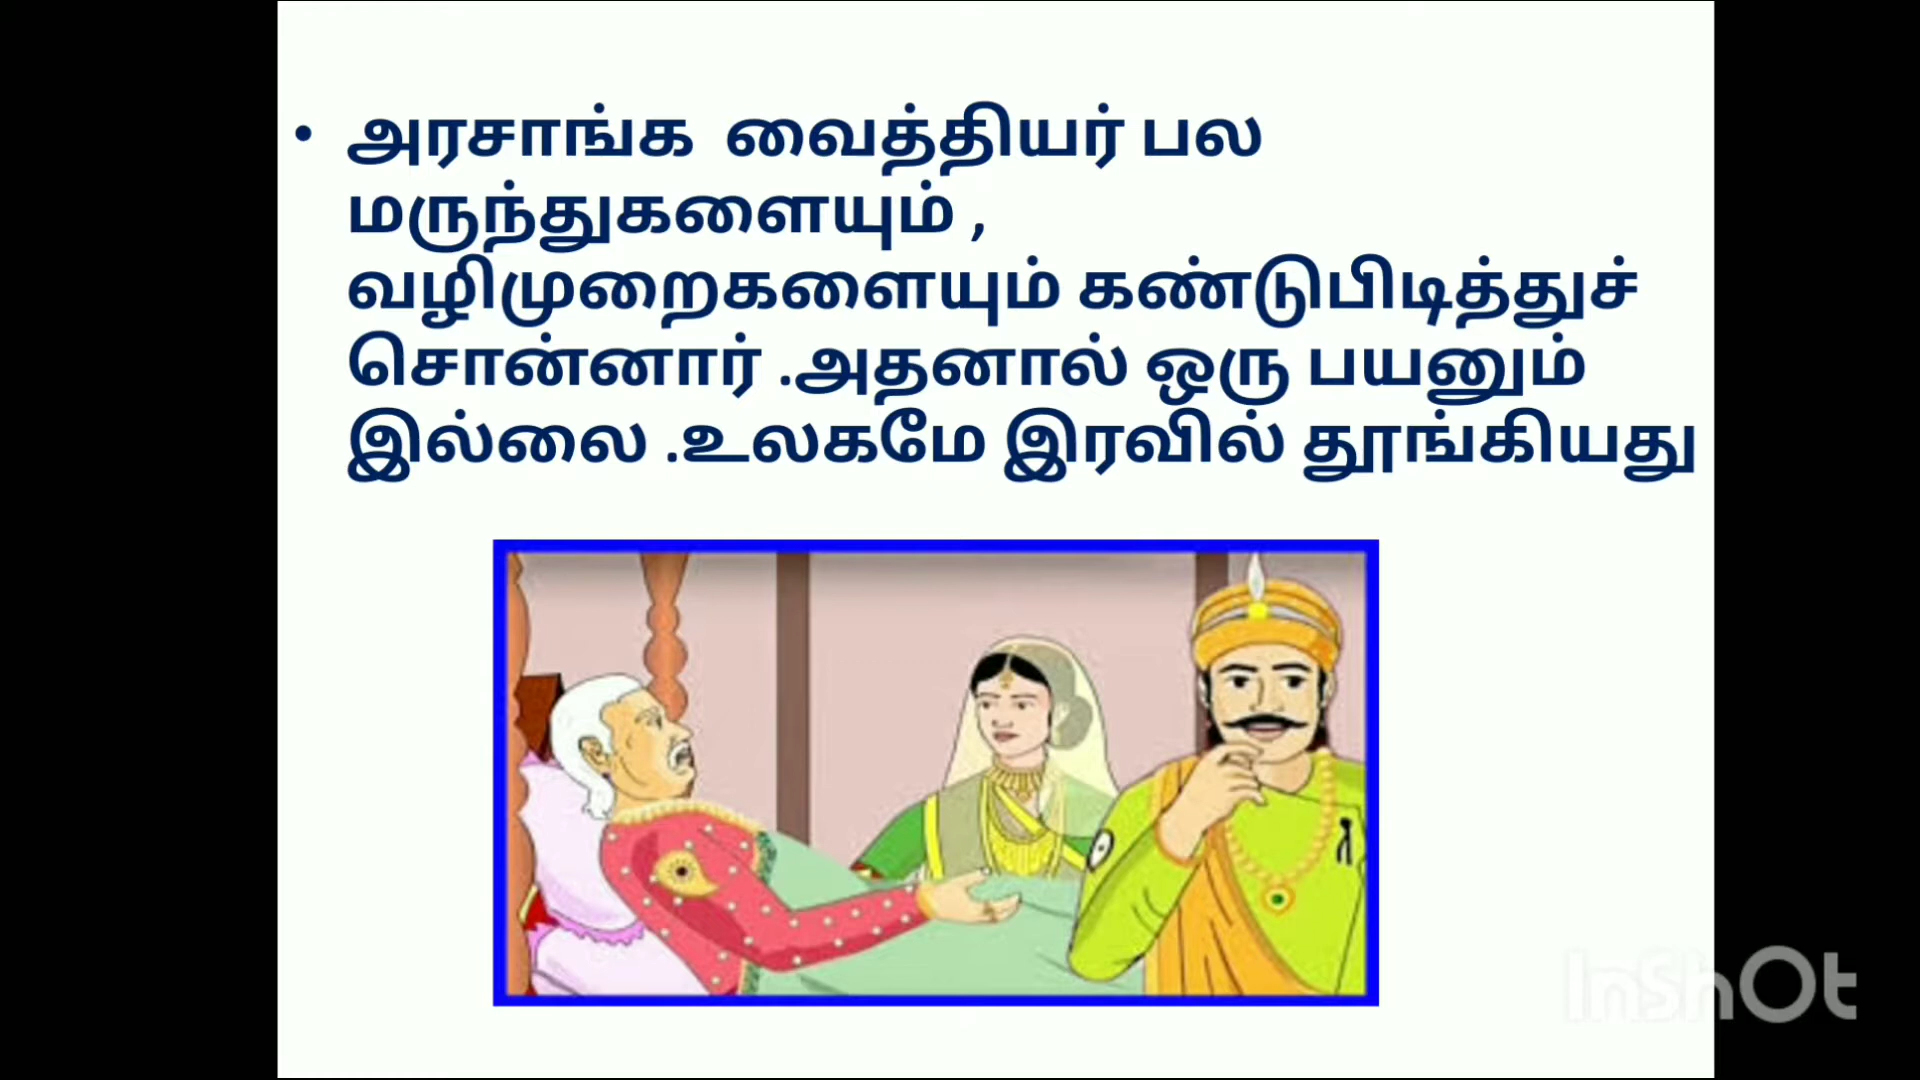 • அரசாங்க வைத்தியர் பல
மருந்துகளையும் ,
வழிமுறைகளையும் கண்டுபிடித்துச்
சொன்னார் .அதனால் ஒரு பயனும்
இல்லை .உலகமே இரவில் தூங்கியது
InShOt